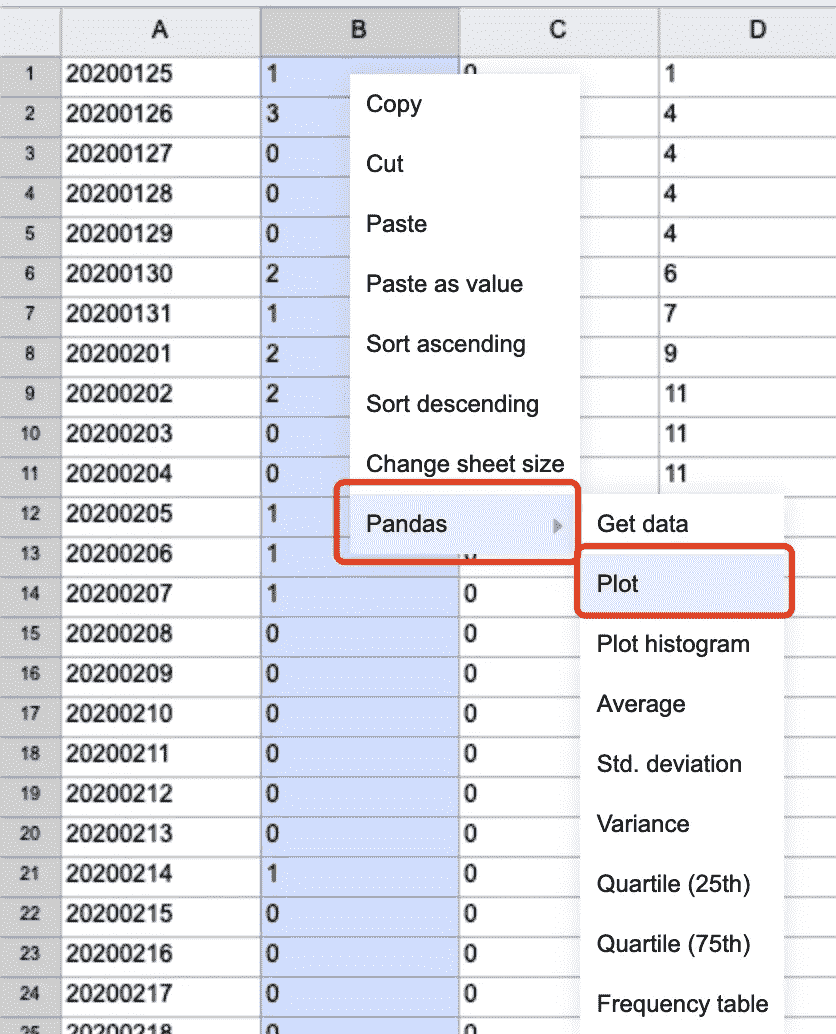 A B C D
1 20200125 1 0 1
Copy
2 20200126 3 4
3 20200127 0 Cut 4
4 20200128 0 4
5 20200129 0 Paste 4
6 20200130 2 Paste as value 6
7 20200131 1 7
8 20200201 2 Sort ascending 9
9 20200202 2 Sort descending 11
10 20200203 0 11
11 20200204 0 Change sheet size 11
12 20200205 1 Pandas Get data
13 20200206 1 0
14 20200207 1 0 Plot
15 20200208 0 0 Plot histogram
16 20200209 0 0
17 20200210 0 0 Average
18 20200211 0 0 Std. deviation
19 20200212 0 0
20 20200213 0 0 Variance
21 20200214 1 0 Quartile (25th)
22 20200215 0 0
23 20200216 0 0 Quartile (75th)
24 20200217 0 0 Frequency table
25 20200218 0 0